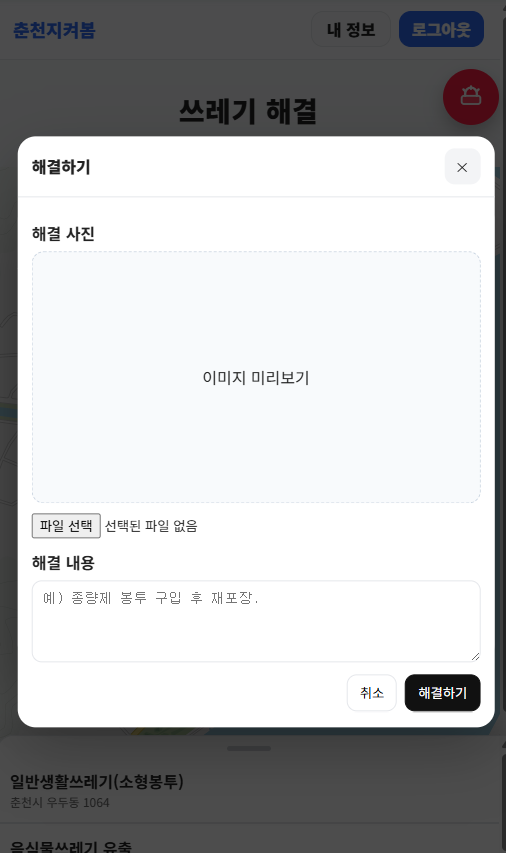 춘천지켜봄
내 정보
로그아웃
쓰레기 해결
해결하기
해결 사진
이미지 미리보기
파일 선택 선택된 파일 없음
해결 내용
예) 종량제 봉투 구입 후 재포장.
취소
해결하기
일반생활쓰레기(소형봉투)
춘천시 우두동 1064
음식물쓰레기 유출